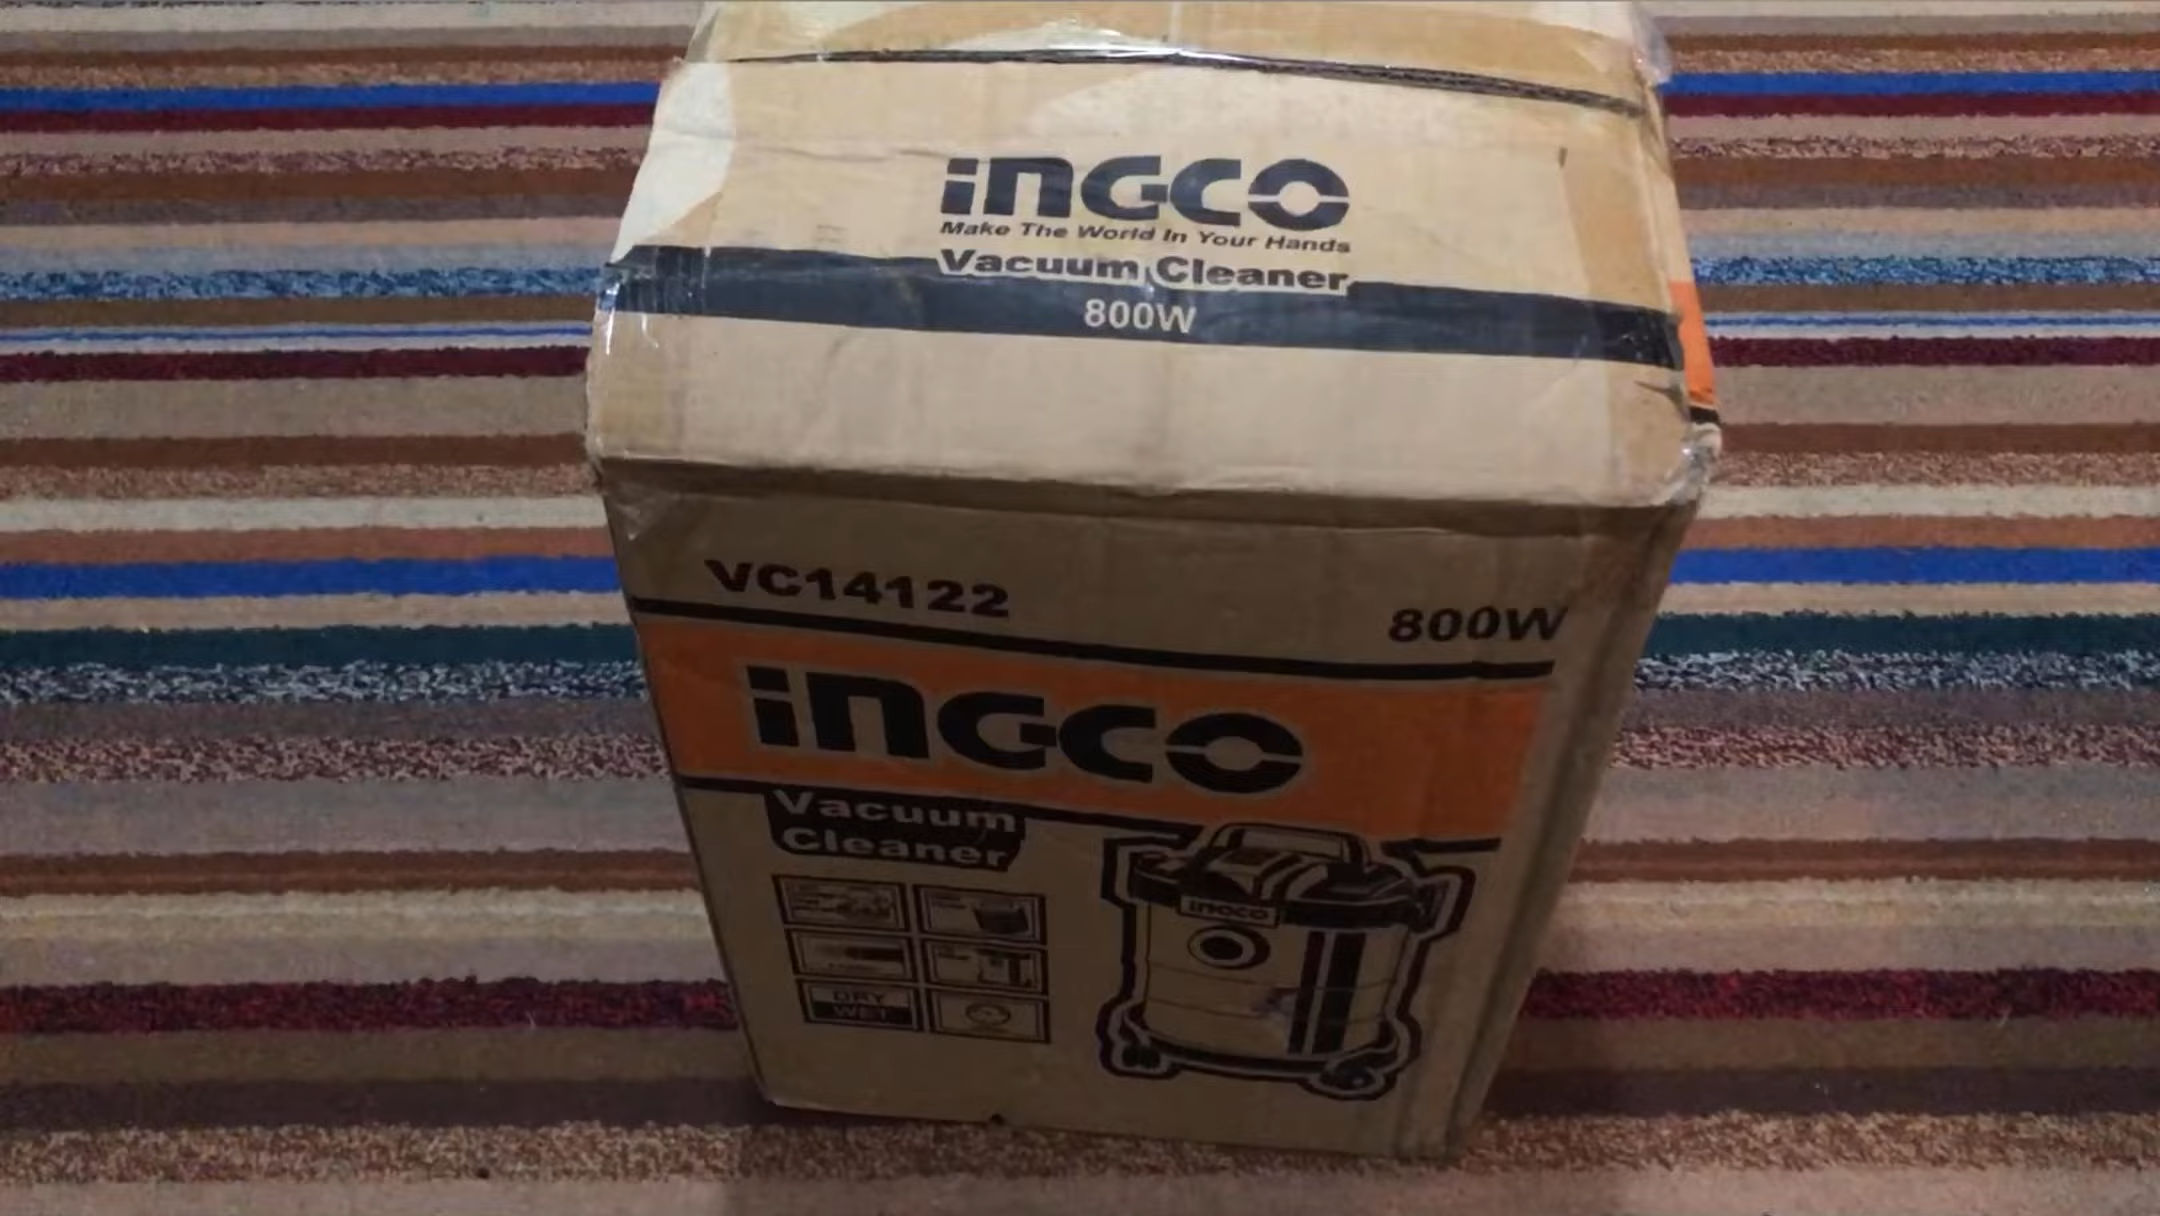 INGCO
Make The World In Your Hands
Vacuum Cleaner
800W
VC14122
800W
INGCO
Vacuum
Cleaner
INGCO
DRY
WET